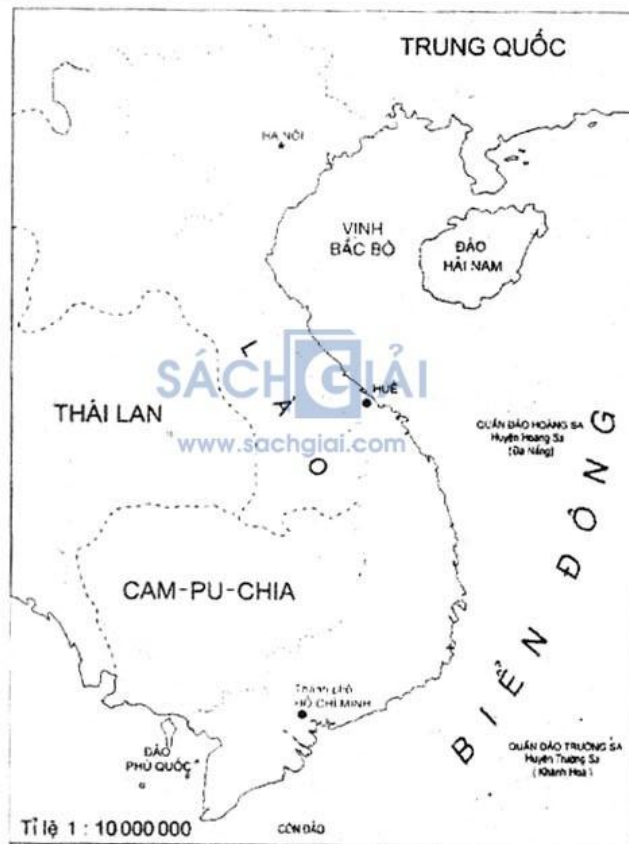 TRUNG QUỐC
HÀ NỘI
VỊNH
BẮC BỘ
ĐẢO
HẢI NAM
LÀO
SÁCH GIẢI
www.sachgiai.com
HUẾ
THÁI LAN
QUẦN ĐẢO HOÀNG SA
Huyện Hoàng Sa
(Đà Nẵng)
BIỂN ĐÔNG
CAM-PU-CHIA
Thành phố
HỒ CHÍ MINH
ĐẢO
PHÚ QUỐC
QUẦN ĐẢO TRƯỜNG SA
Huyện Trường Sa
(Khánh Hoà)
Tỉ lệ 1 : 10 000 000
CÔN ĐẢO